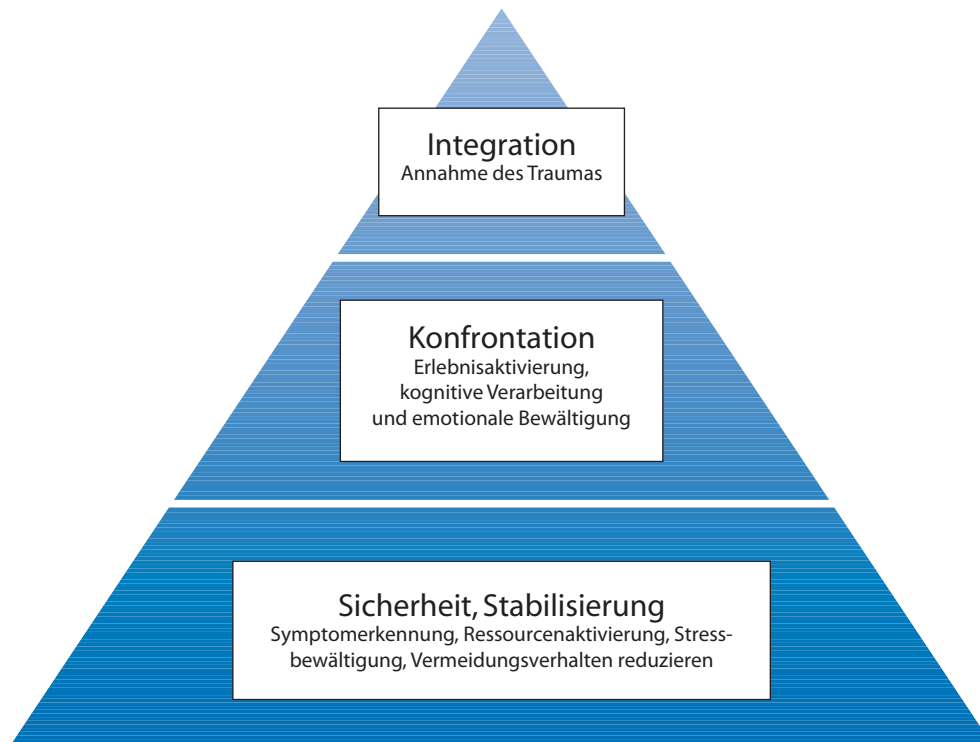 Integration
Annahme des Traumas
Konfrontation
Erlebnisaktivierung,
kognitive Verarbeitung
und emotionale Bewältigung
Sicherheit, Stabilisierung
Symptomerkennung, Ressourcenaktivierung, Stress-
bewältigung, Vermeidungsverhalten reduzieren